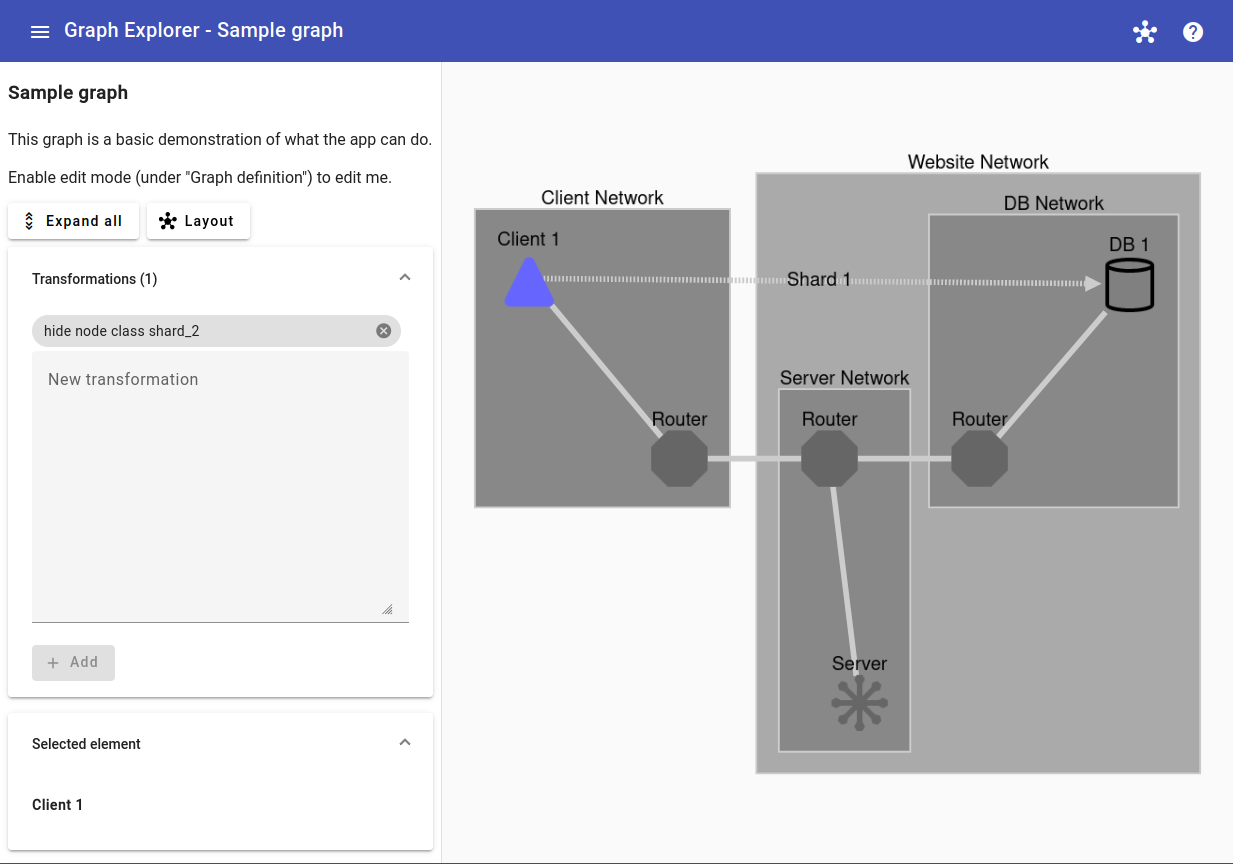 Graph Explorer - Sample graph
Sample graph
This graph is a basic demonstration of what the app can do.
Enable edit mode (under "Graph definition") to edit me.
Expand all
Layout
Transformations (1)
hide node class shard_2
New transformation
Add
Selected element
Client 1
Website Network
Client Network
DB Network
Client 1
DB 1
Shard 1
Server Network
Router
Router
Router
Server